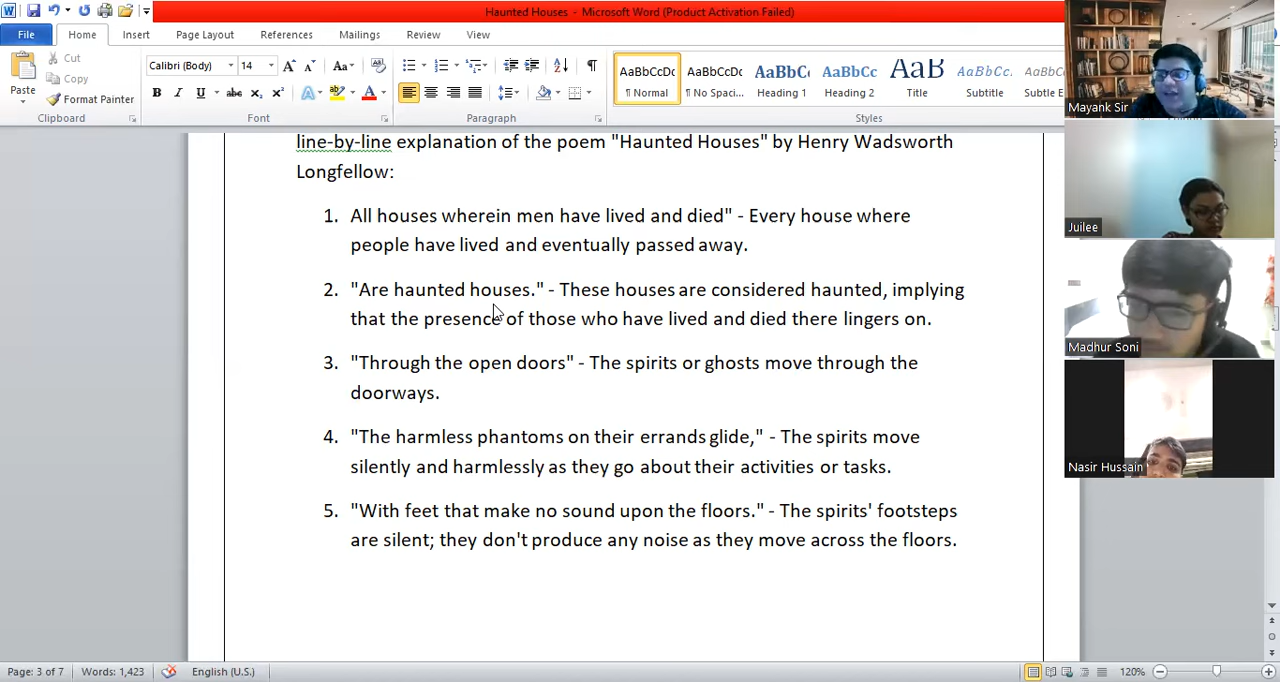 Haunted Houses - Microsoft Word (Product Activation Failed)
File Home Insert Page Layout References Mailings Review View
Cut
Copy
Format Painter
Paste
Clipboard
Calibri (Body) 14
Font
Paragraph
AaBbCcDc AaBbCcDc AaBbC AaBbCc AaB AaBbCc. AaBbCcD
¶ Normal ¶ No Spaci... Heading 1 Heading 2 Title Subtitle Subtle E
Styles
Mayank Sir
Juilee
Madhur Soni
Nasir Hussain
line-by-line explanation of the poem "Haunted Houses" by Henry Wadsworth
Longfellow:
1. All houses wherein men have lived and died" - Every house where
people have lived and eventually passed away.
2. "Are haunted houses." - These houses are considered haunted, implying
that the presence of those who have lived and died there lingers on.
3. "Through the open doors" - The spirits or ghosts move through the
doorways.
4. "The harmless phantoms on their errands glide," - The spirits move
silently and harmlessly as they go about their activities or tasks.
5. "With feet that make no sound upon the floors." - The spirits' footsteps
are silent; they don't produce any noise as they move across the floors.
Page: 3 of 7 Words: 1,423 English (U.S.) 120%